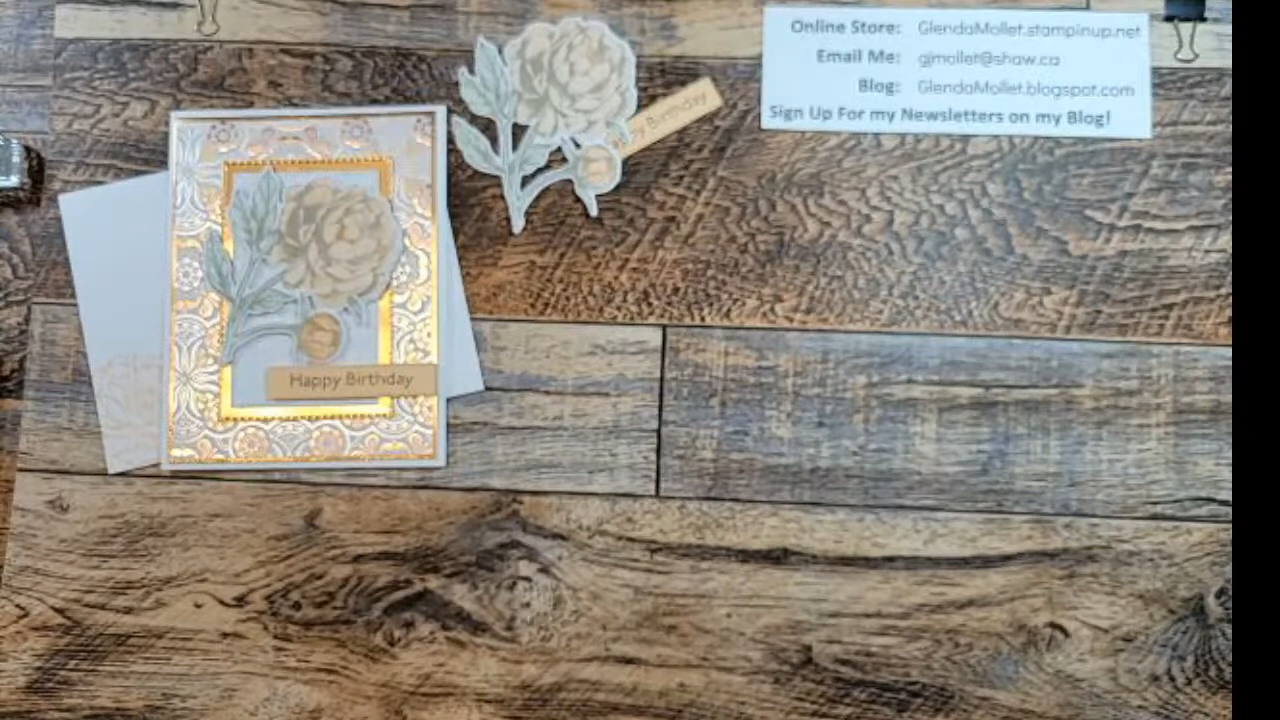 Online Store: GlendaMollet.stampinup.net
Email Me: gjmollet@shaw.ca
Blog: GlendaMollet.blogspot.com
Sign Up For my Newsletters on my Blog!
Birthday
Happy Birthday